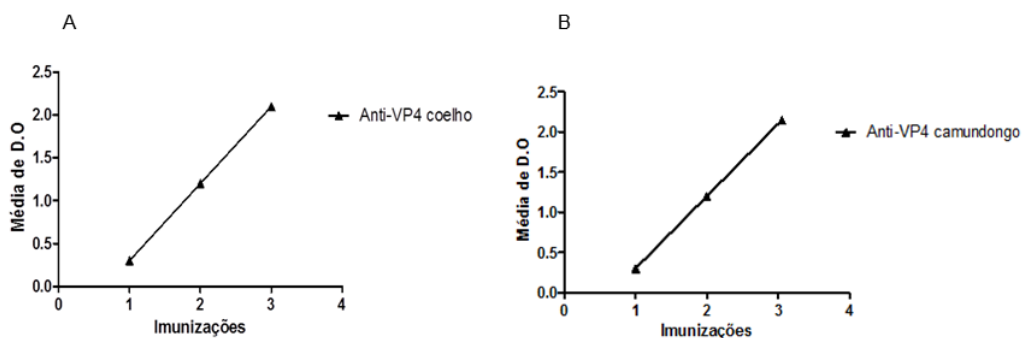 A
B
2.5
2.0
1.5
1.0
0.5
0.0
0 1 2 3 4
Média de D.O
Imunizações
Anti-VP4 coelho
2.5
2.0
1.5
1.0
0.5
0.0
0 1 2 3 4
Média de D.O
Imunizações
Anti-VP4 camundongo